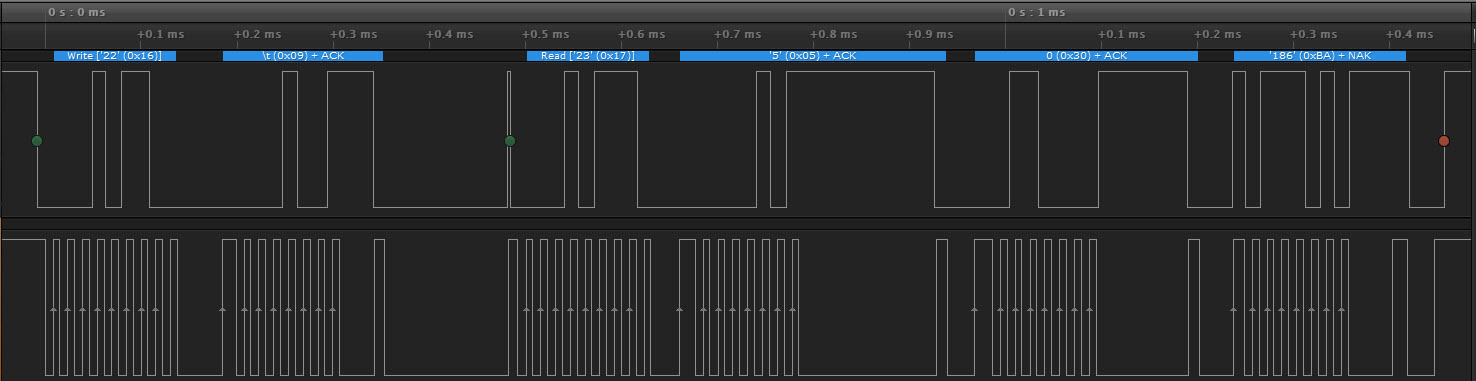 0 s : 0 ms 0 s : 1 ms
+0.1 ms +0.2 ms +0.3 ms +0.4 ms +0.5 ms +0.6 ms +0.7 ms +0.8 ms +0.9 ms +0.1 ms +0.2 ms +0.3 ms +0.4 ms
Write ['22' (0x16)] \t (0x09) + ACK Read ['23' (0x17)] '5' (0x05) + ACK 0 (0x30) + ACK '186' (0xBA) + NAK